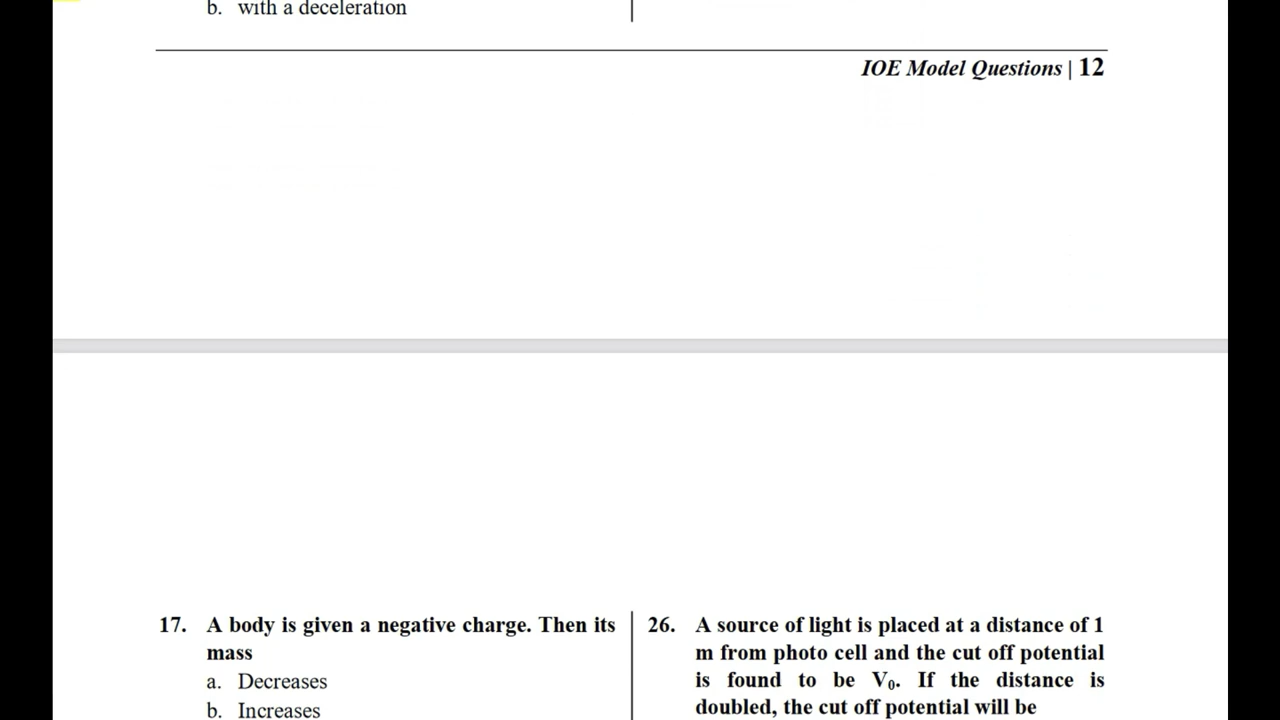 b. with a deceleration
IOE Model Questions | 12
17. A body is given a negative charge. Then its
mass
a. Decreases
b. Increases
26. A source of light is placed at a distance of 1
m from photo cell and the cut off potential
is found to be V₀. If the distance is
doubled, the cut off potential will be